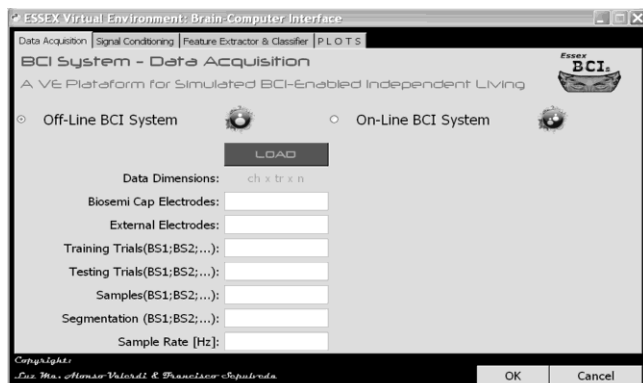 ESSEX Virtual Environment: Brain-Computer Interface
Data Acquisition Signal Conditioning Feature Extractor & Classifier P L O T S
BCI System - Data Acquisition
Essex
BCIs
A VE Plataform for Simulated BCI-Enabled Independent Living
Off-Line BCI System On-Line BCI System
LOAD
Data Dimensions: ch x tr x n
Biosemi Cap Electrodes:
External Electrodes:
Training Trials(BS1;BS2;...):
Testing Trials(BS1;BS2;...):
Samples(BS1;BS2;...):
Segmentation (BS1;BS2;...):
Sample Rate [Hz]:
Copyright:
Luz Ma. Alonso-Valerdi & Francisco Sepulveda
OK Cancel